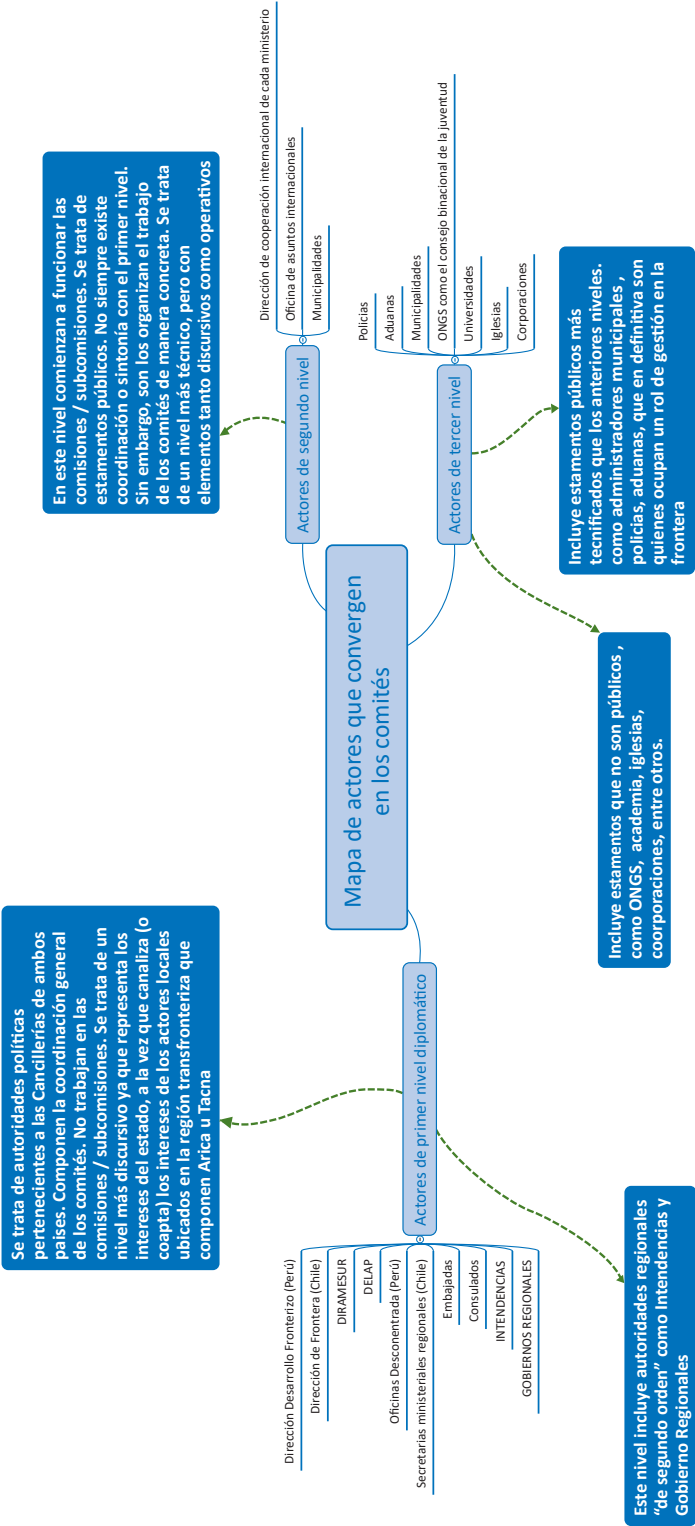 Se trata de autoridades políticas
pertenecientes a las Cancillerías de ambos
paises. Componen la coordinación general
de los comités. No trabajan en las
comisiones / subcomisiones. Se trata de un
nivel más discursivo ya que representa los
intereses del estado, a la vez que canaliza (o
coapta) los intereses de los actores locales
ubicados en la región transfronteriza que
componen Arica u Tacna
En este nivel comienzan a funcionar las
comisiones / subcomisiones. Se trata de
estamentos públicos. No siempre existe
coordinación o sintonía con el primer nivel.
Sin embargo, son los organizan el trabajo
de los comités de manera concreta. Se trata
de un nivel más técnico, pero con
elementos tanto discursivos como operativos
Dirección Desarrollo Fronterizo (Perú)
Dirección de Frontera (Chile)
DIRAMESUR
DELAP
Oficinas Desconentrada (Perú)
Secretarias ministeriales regionales (Chile)
Embajadas
Consulados
INTENDENCIAS
GOBIERNOS REGIONALES
Actores de primer nivel diplomático
Mapa de actores que convergen
en los comités
Actores de segundo nivel
Dirección de cooperación internacional de cada ministerio
Oficina de asuntos internacionales
Municipalidades
Actores de tercer nivel
Policias
Aduanas
Municipalidades
ONGS como el consejo binacional de la juventud
Universidades
Iglesias
Corporaciones
Este nivel incluye autoridades regionales
“de segundo orden” como Intendencias y
Gobierno Regionales
Incluye estamentos que no son públicos ,
como ONGS, academia, iglesias,
coorporaciones, entre otros.
Incluye estamentos públicos más
tecnificados que los anteriores niveles.
como administradores municipales ,
policias, aduanas, que en definitiva son
quienes ocupan un rol de gestión en la
frontera